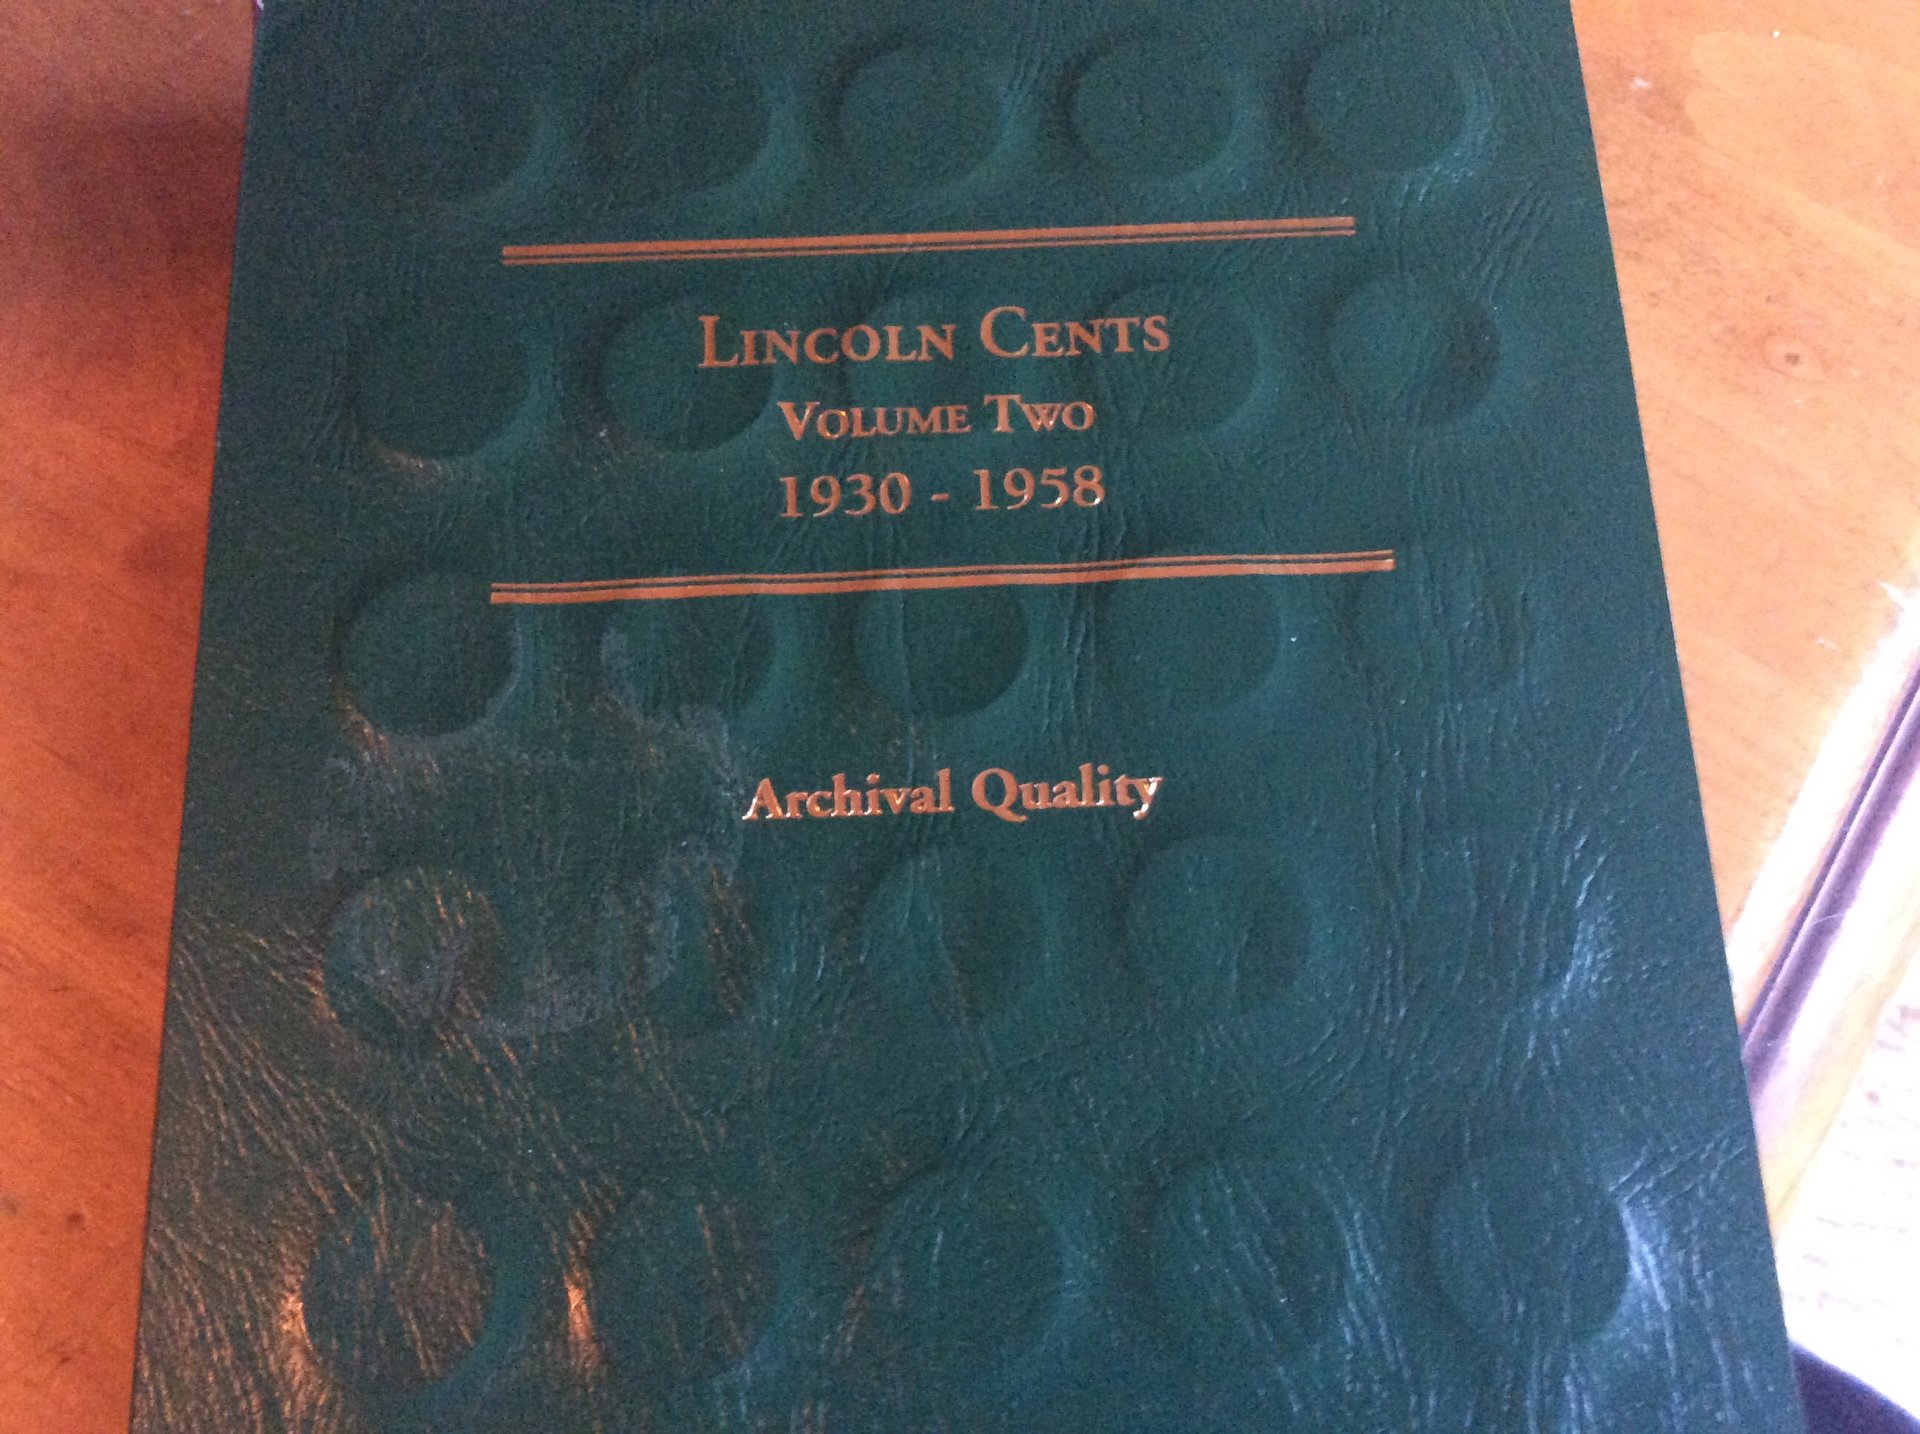 LINCOLN CENTS
VOLUME TWO
1930 - 1958
Archival Quality